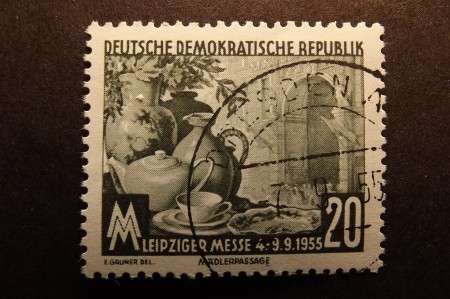 DEUTSCHE DEMOKRATISCHE REPUBLIK
MM
LEIPZIGER MESSE 4.-9.9.1955
20
E.GRUNER DEL.
MÄDLERPASSAGE